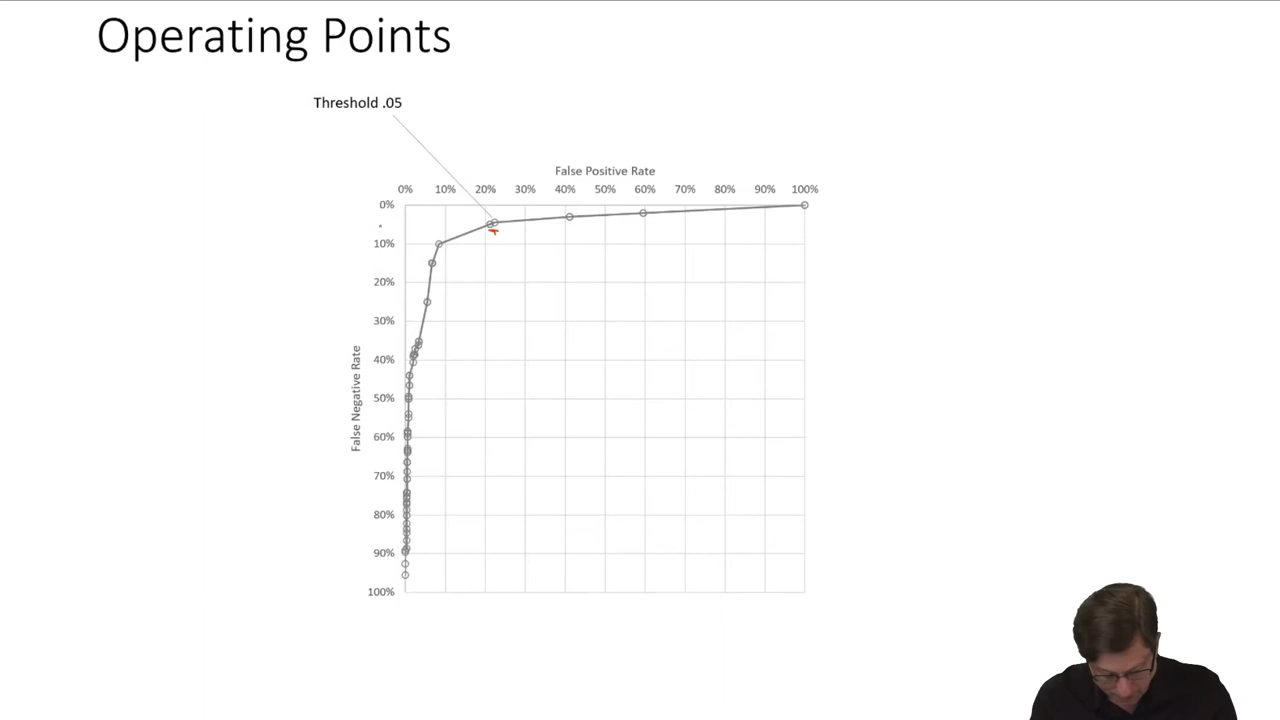 Operating Points
Threshold .05
False Positive Rate
0% 10% 20% 30% 40% 50% 60% 70% 80% 90% 100%
0%
10%
20%
30%
40%
50%
60%
70%
80%
90%
100%
False Negative Rate